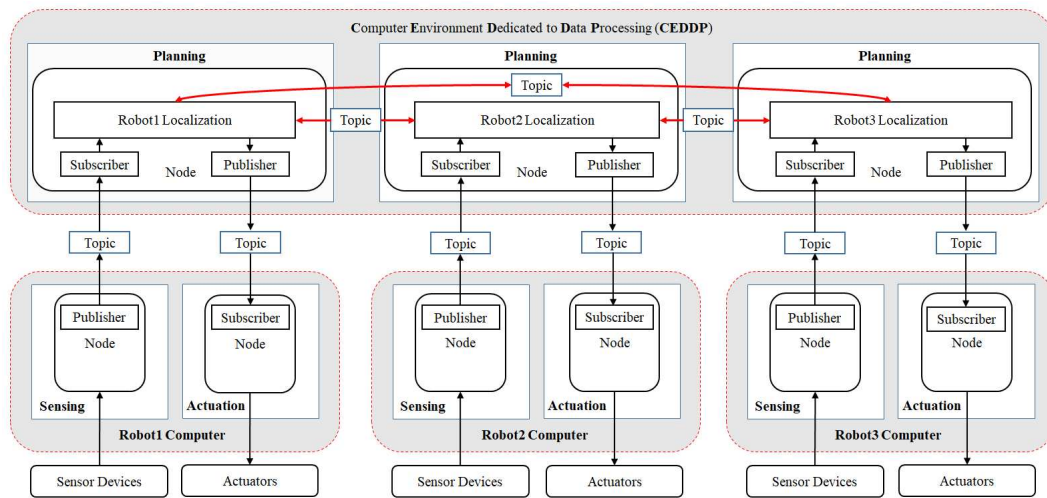 Computer Environment Dedicated to Data Processing (CEDDP)
Planning
Planning
Planning
Topic
Robot1 Localization
Topic
Robot2 Localization
Topic
Robot3 Localization
Subscriber
Node
Publisher
Subscriber
Node
Publisher
Subscriber
Node
Publisher
Topic
Topic
Topic
Topic
Topic
Topic
Publisher
Node
Subscriber
Node
Publisher
Node
Subscriber
Node
Publisher
Node
Subscriber
Node
Sensing
Actuation
Sensing
Actuation
Sensing
Actuation
Robot1 Computer
Robot2 Computer
Robot3 Computer
Sensor Devices
Actuators
Sensor Devices
Actuators
Sensor Devices
Actuators